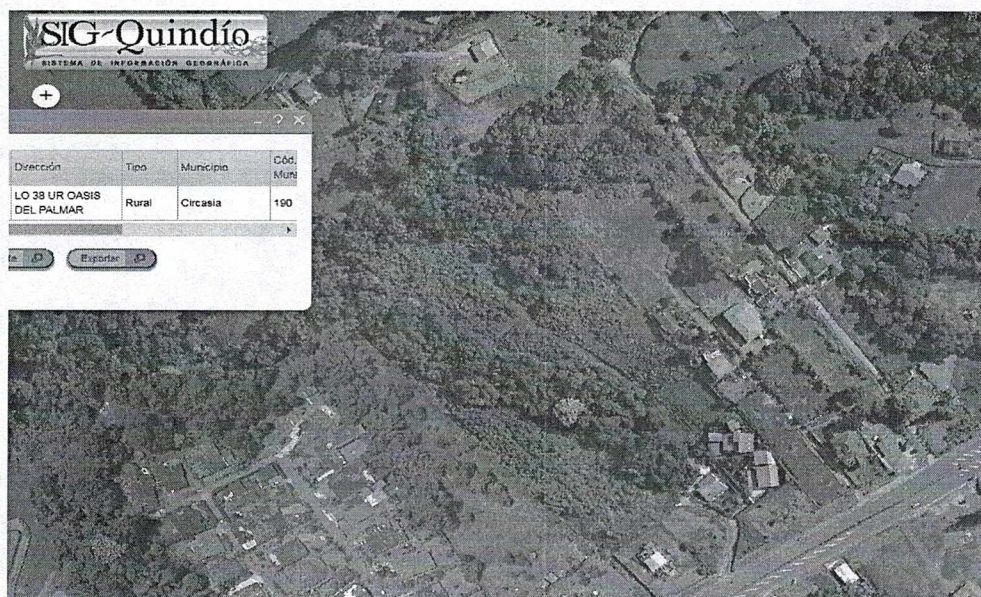 SIG-Quindío
SISTEMA DE INFORMACIÓN GEOGRÁFICA
+
– ? ×
Dirección Tipo Municipio Cód.
LO 38 UR OASIS DEL PALMAR Rural Circasia 190
Exporter